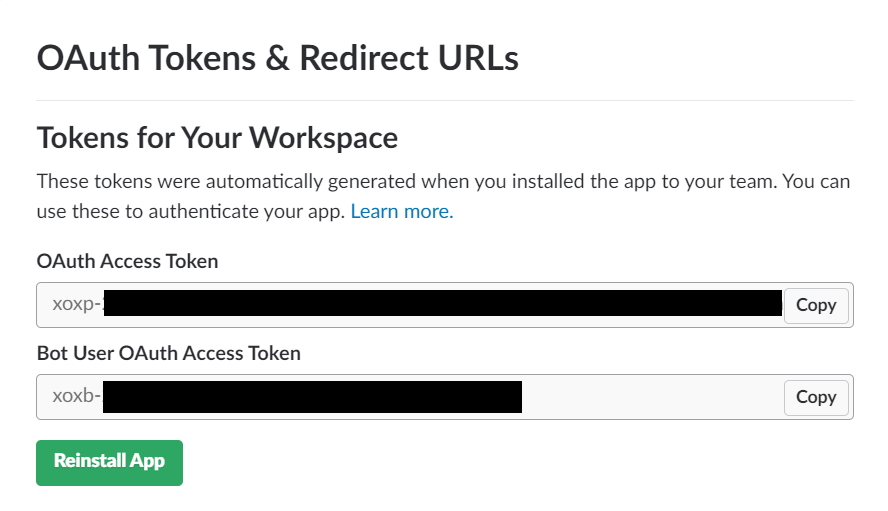 OAuth Tokens & Redirect URLs
Tokens for Your Workspace
These tokens were automatically generated when you installed the app to your team. You can
use these to authenticate your app. Learn more.
OAuth Access Token
xoxp-
Copy
Bot User OAuth Access Token
xoxb-
Copy
Reinstall App